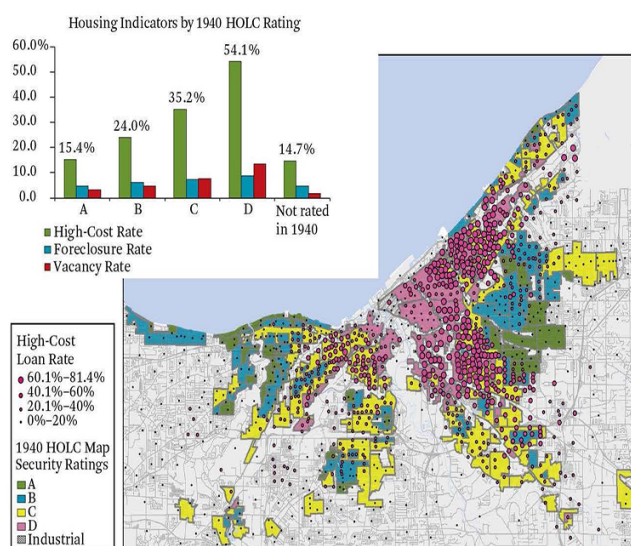 Housing Indicators by 1940 HOLC Rating
60.0%
50.0
40.0
30.0
20.0
10.0
0.0
15.4%
24.0%
35.2%
54.1%
14.7%
A
B
C
D
Not rated
in 1940
High-Cost Rate
Foreclosure Rate
Vacancy Rate
High-Cost
Loan Rate
60.1%–81.4%
40.1%–60%
20.1%–40%
0%–20%
1940 HOLC Map
Security Ratings
A
B
C
D
Industrial